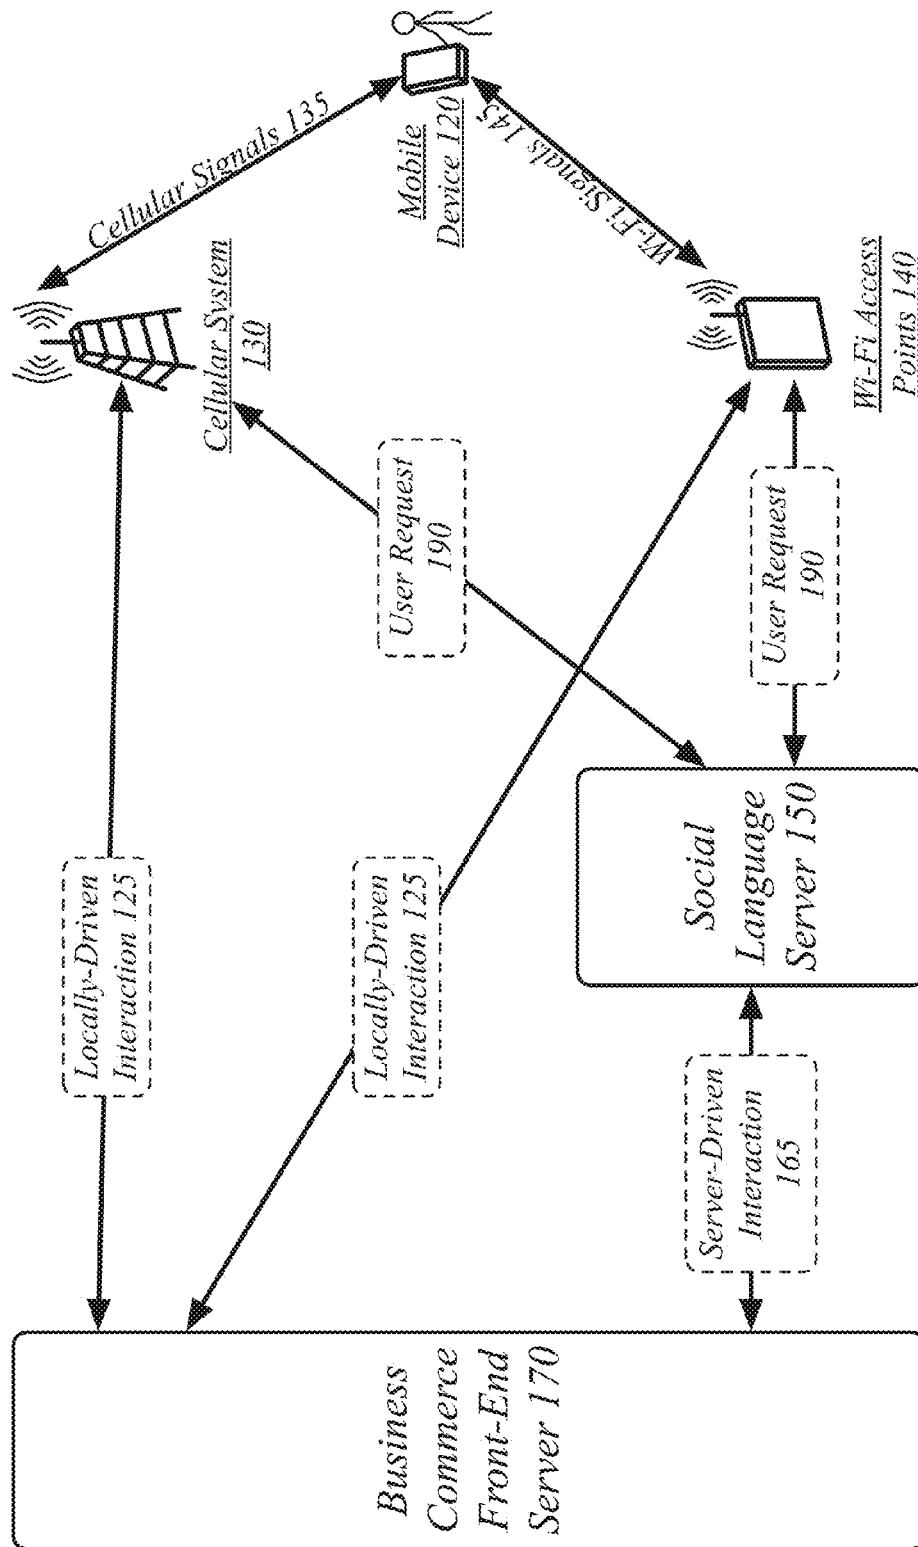 Cellular Signals 135
Mobile
Device 120
Wi-Fi Signals 145
Cellular System
130
Wi-Fi Access
Points 140
User Request
190
User Request
190
Locally-Driven
Interaction 125
Locally-Driven
Interaction 125
Social
Language
Server 150
Server-Driven
Interaction
165
Business
Commerce
Front-End
Server 170